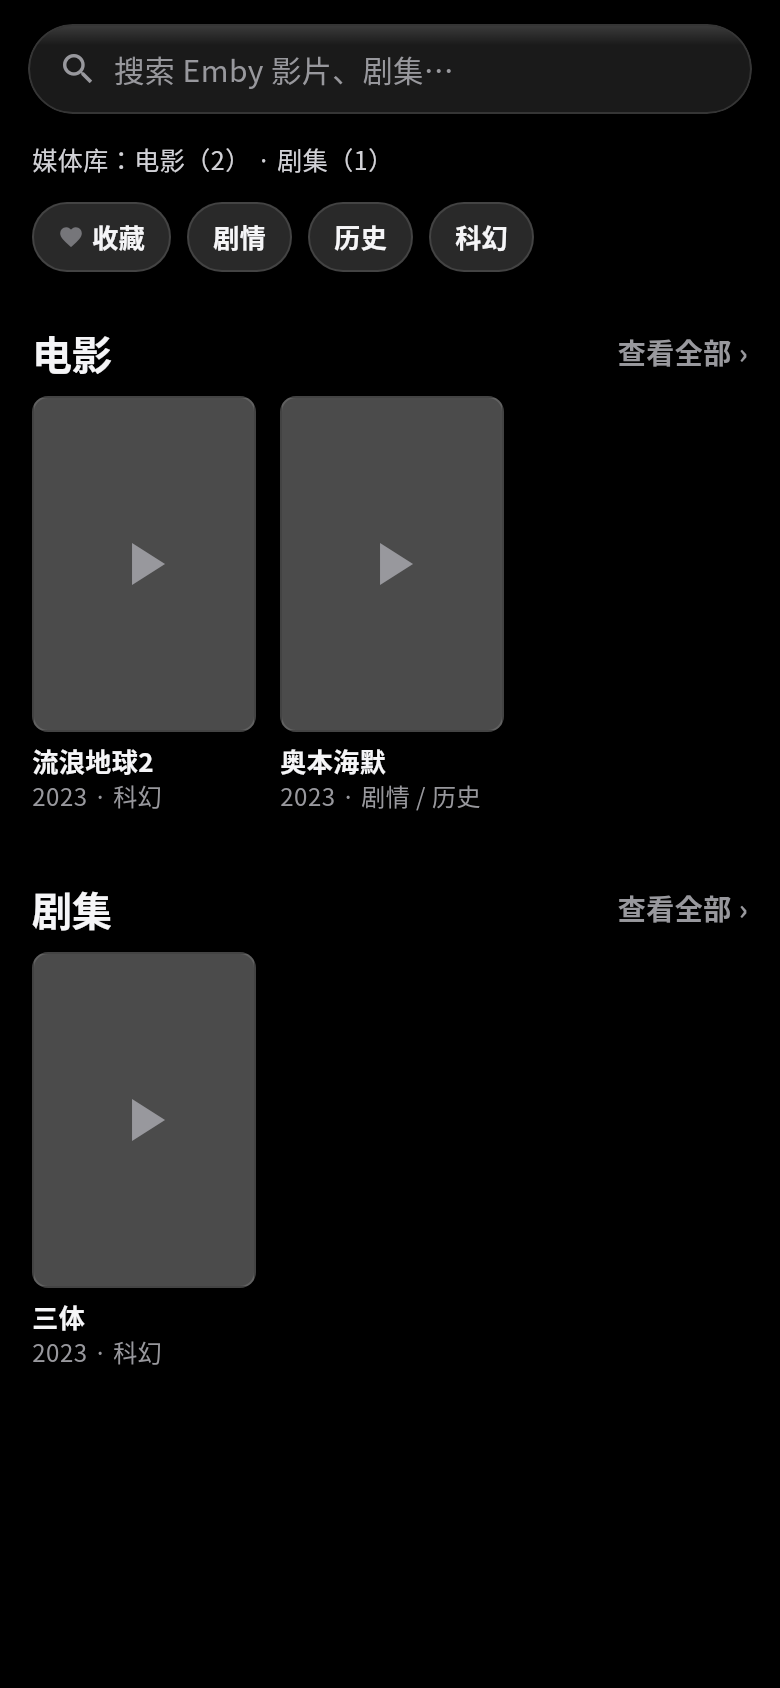 搜索 Emby 影片、剧集…
媒体库：电影（2） · 剧集（1）
收藏 剧情 历史 科幻
电影 查看全部 ›
流浪地球2 奥本海默
2023 · 科幻 2023 · 剧情 / 历史
剧集 查看全部 ›
三体
2023 · 科幻